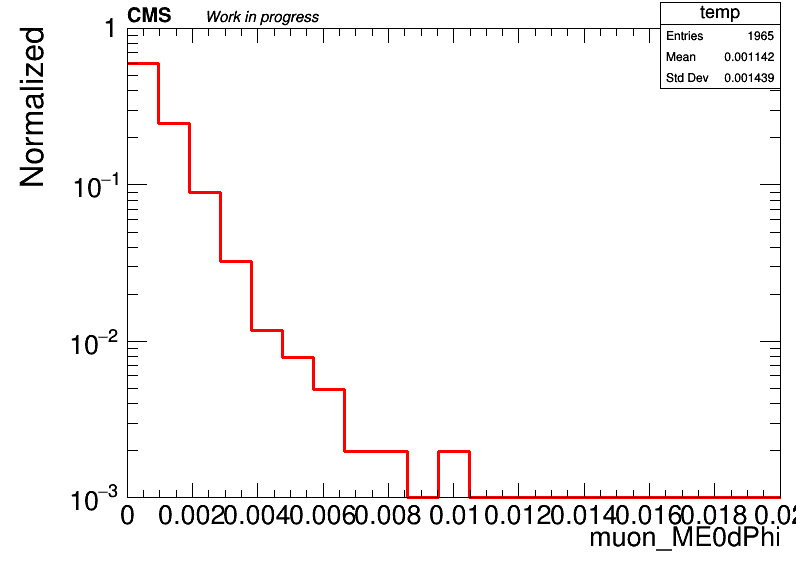 CMS Work in progress
temp
Entries 1965
Mean 0.001142
Std Dev 0.001439
Normalized
1
10−1
10−2
10−3
0 0.002 0.004 0.006 0.008 0.01 0.012 0.014 0.016 0.018 0.02
muon_ME0dPhi